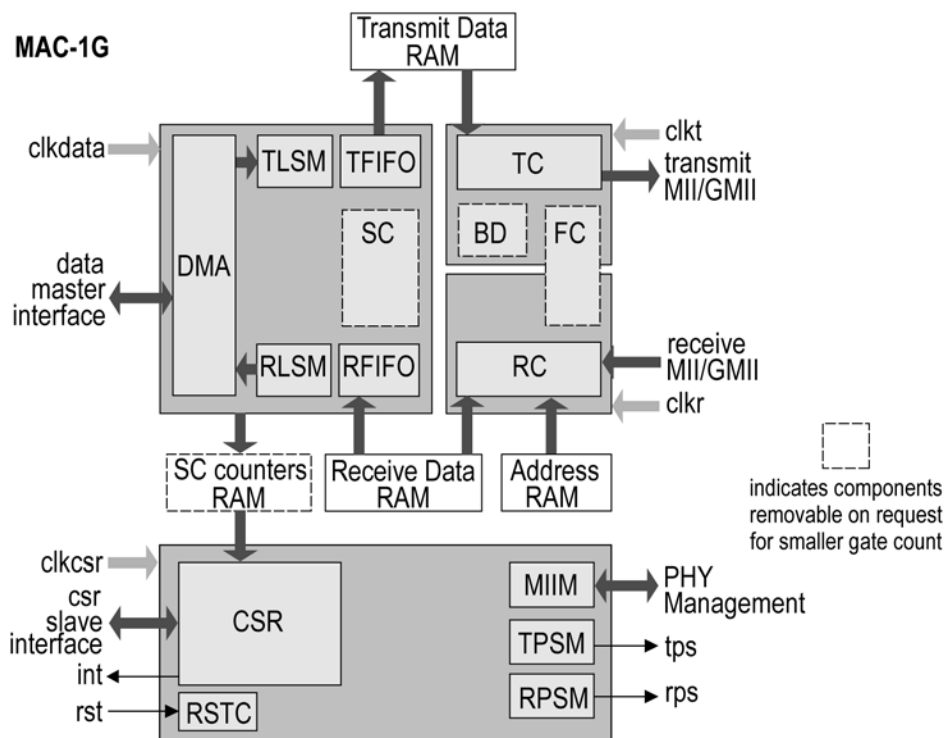 MAC-1G
Transmit Data
RAM
clkdata
TLSM
TFIFO
TC
clkt
transmit
MII/GMII
SC
BD
FC
DMA
data
master
interface
RLSM
RFIFO
RC
receive
MII/GMII
clkr
SC counters
RAM
Receive Data
RAM
Address
RAM
indicates components
removable on request
for smaller gate count
clkcsr
csr
slave
interface
int
rst
CSR
RSTC
MIIM
PHY
Management
TPSM
tps
RPSM
rps